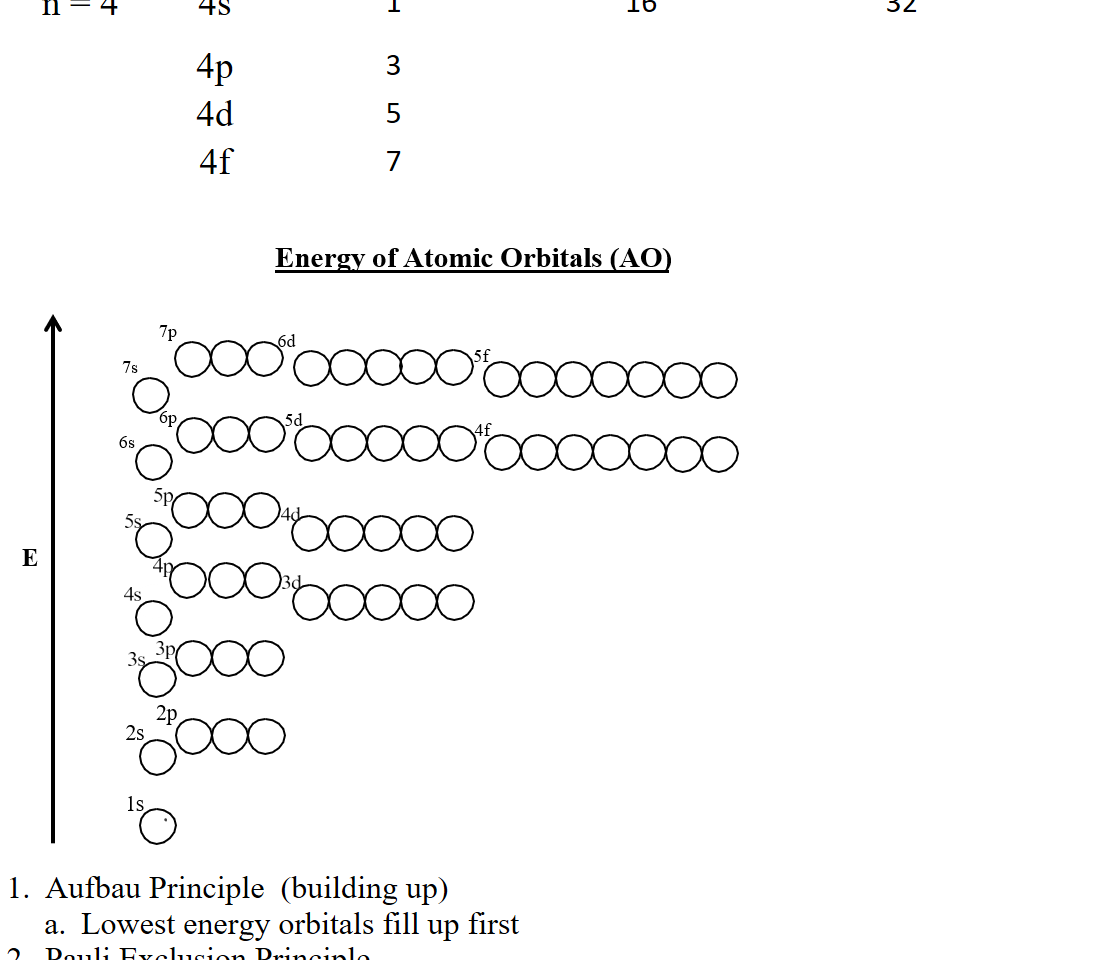 n = 4 4s 1 16 32
4p 3
4d 5
4f 7
Energy of Atomic Orbitals (AO)
7p 6d 5f
7s
6p 5d 4f
6s
5p 4d
5s
E
4p 3d
4s
3p
3s
2p
2s
1s
1. Aufbau Principle (building up)
a. Lowest energy orbitals fill up first
2. Pauli Exclusion Principle